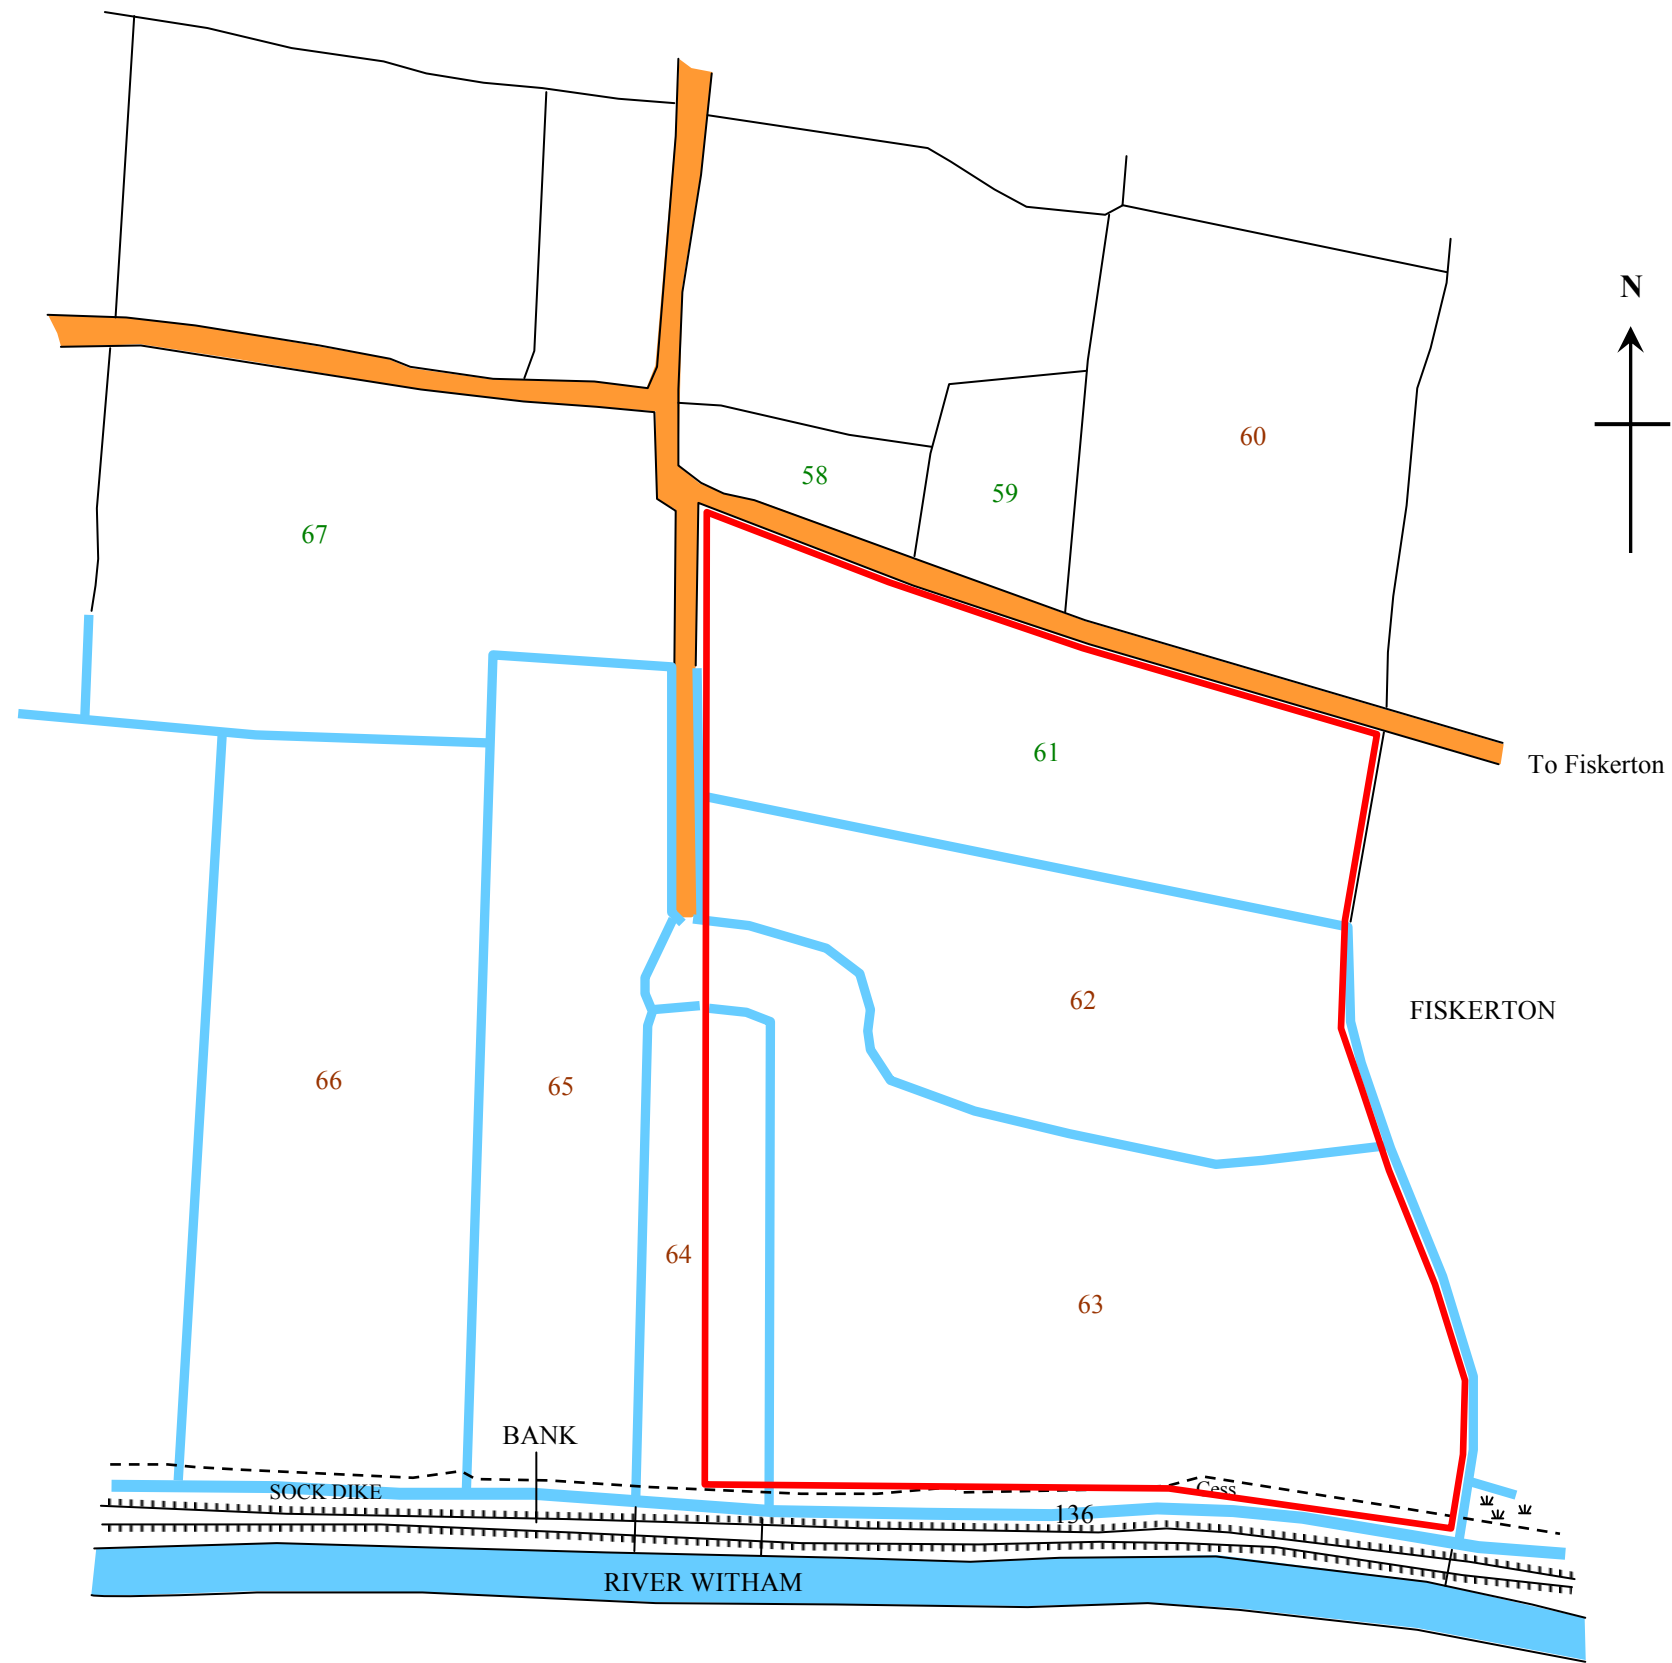 N
60
58
59
67
61
To Fiskerton
62
FISKERTON
66
65
64
63
BANK
SOCK DIKE
Cess
136
RIVER WITHAM